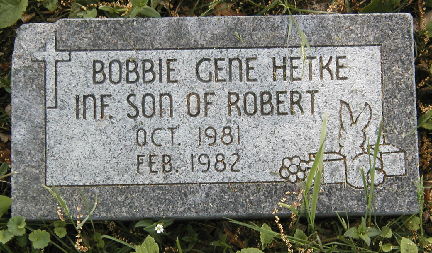 BOBBIE GENE HETKE
INF. SON OF ROBERT
OCT. 1981
FEB. 1982